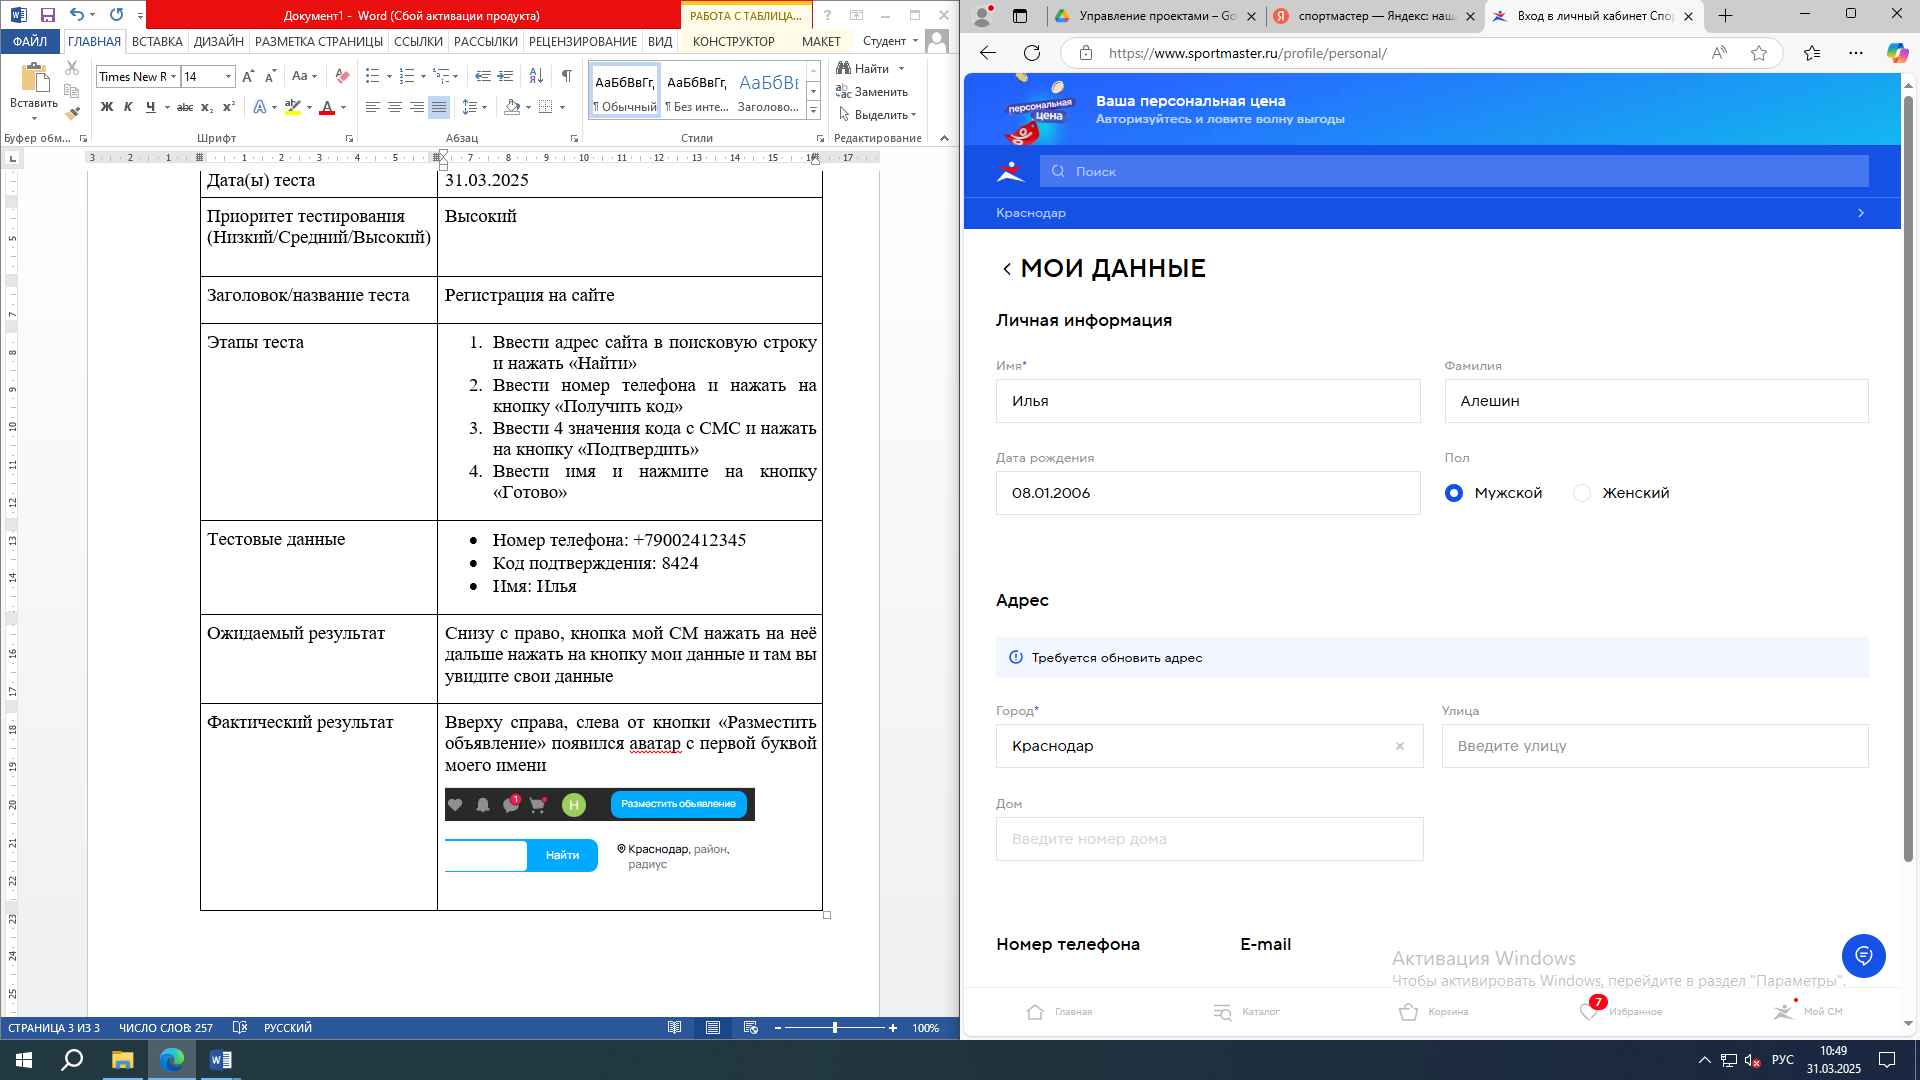 Документ1 - Word (Сбой активации продукта)
РАБОТА С ТАБЛИЦА...
ФАЙЛ ГЛАВНАЯ ВСТАВКА ДИЗАЙН РАЗМЕТКА СТРАНИЦЫ ССЫЛКИ РАССЫЛКИ РЕЦЕНЗИРОВАНИЕ ВИД КОНСТРУКТОР МАКЕТ Студент
Вставить
Times New R 14
Найти
Заменить
Выделить
АаБбВвГг,
¶ Обычный
АаБбВвГг,
¶ Без инте...
Заголово...
Буфер обм... Шрифт Абзац Стили Редактирование
Дата(ы) теста 31.03.2025
Приоритет тестирования (Низкий/Средний/Высокий) Высокий
Заголовок/название теста Регистрация на сайте
Этапы теста
1. Ввести адрес сайта в поисковую строку
и нажать «Найти»
2. Ввести номер телефона и нажать на
кнопку «Получить код»
3. Ввести 4 значения кода с СМС и нажать
на кнопку «Подтвердить»
4. Ввести имя и нажмите на кнопку
«Готово»
Тестовые данные
• Номер телефона: +79002412345
• Код подтверждения: 8424
• Имя: Илья
Ожидаемый результат
Снизу с право, кнопка мой СМ нажать на неё
дальше нажать на кнопку мои данные и там вы
увидите свои данные
Фактический результат
Вверху справа, слева от кнопки «Разместить
объявление» появился аватар с первой буквой
моего имени
1 Н Разместить объявление
Найти
Краснодар, район,
радиус
СТРАНИЦА 3 ИЗ 3 ЧИСЛО СЛОВ: 257 РУССКИЙ 100%
Управление проектами – Go
спортмастер — Яндекс: наш
Вход в личный кабинет Спо
https://www.sportmaster.ru/profile/personal/
персональная
цена
Ваша персональная цена
Авторизуйтесь и ловите волну выгоды
Поиск
Краснодар
МОИ ДАННЫЕ
Личная информация
Имя* Фамилия
Илья Алешин
Дата рождения Пол
08.01.2006 Мужской Женский
Адрес
Требуется обновить адрес
Город* Улица
Краснодар Введите улицу
Дом
Введите номер дома
Номер телефона E-mail
Активация Windows
Чтобы активировать Windows, перейдите в раздел "Параметры".
Главная Каталог Корзина 7 Избранное Мой СМ
РУС
10:49
31.03.2025